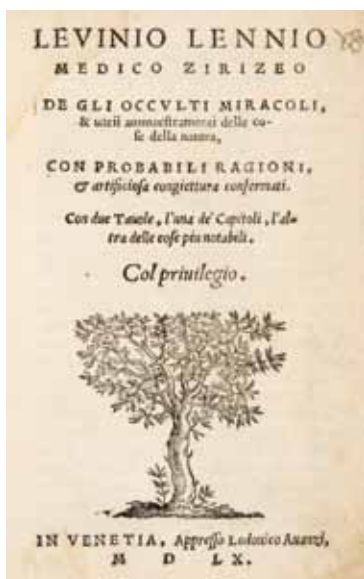 LEVINIO LENNIO
MEDICO ZIRIZEO
DE GLI OCCVLTI MIRACOLI,
& vtili ammaestramenti delle co-
se della natura,
CON PROBABILI RAGIONI,
& artificiosa congiettura confermati.
Con due Tauole, l'una de' Capitoli, l'al-
tra delle cose piu notabili.
Col priuilegio.
IN VENETIA, Appresso Lodouico Auanzi,
M D LX.